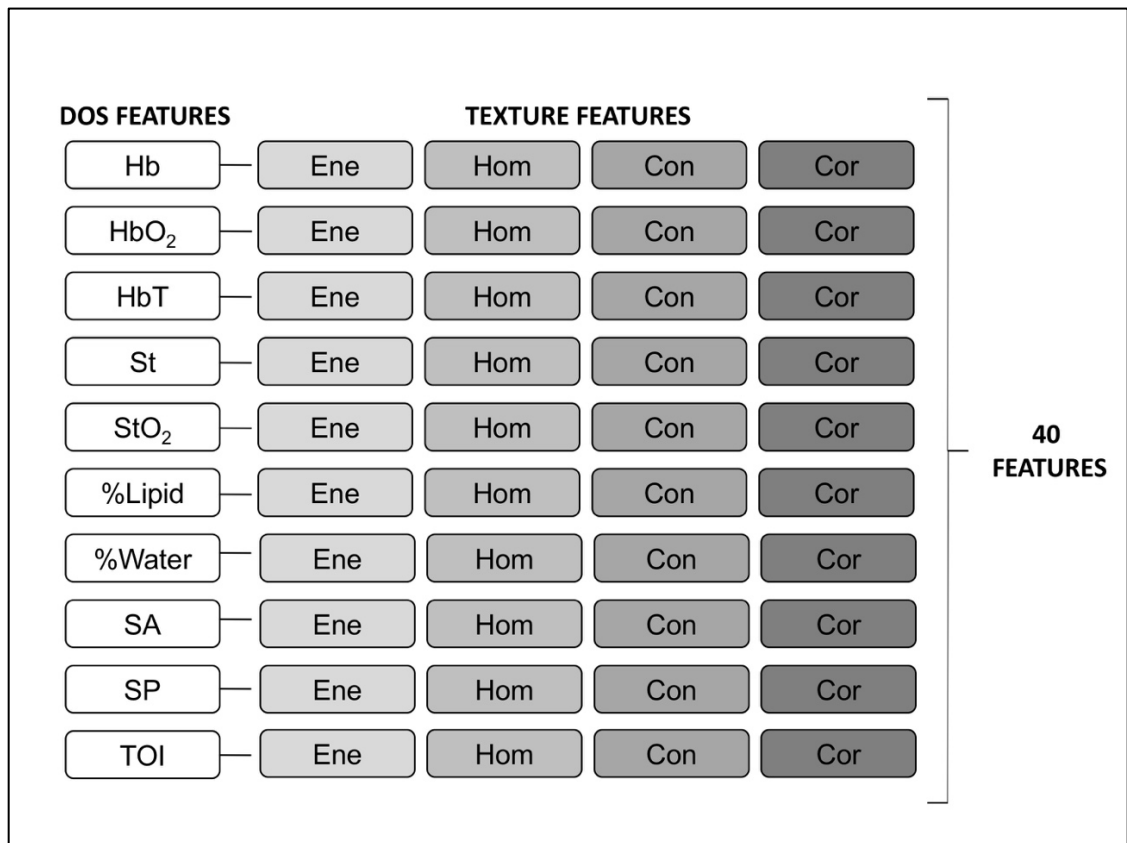 DOS FEATURES TEXTURE FEATURES
Hb Ene Hom Con Cor
HbO₂ Ene Hom Con Cor
HbT Ene Hom Con Cor
St Ene Hom Con Cor
StO₂ Ene Hom Con Cor
%Lipid Ene Hom Con Cor
%Water Ene Hom Con Cor
SA Ene Hom Con Cor
SP Ene Hom Con Cor
TOI Ene Hom Con Cor
40
FEATURES